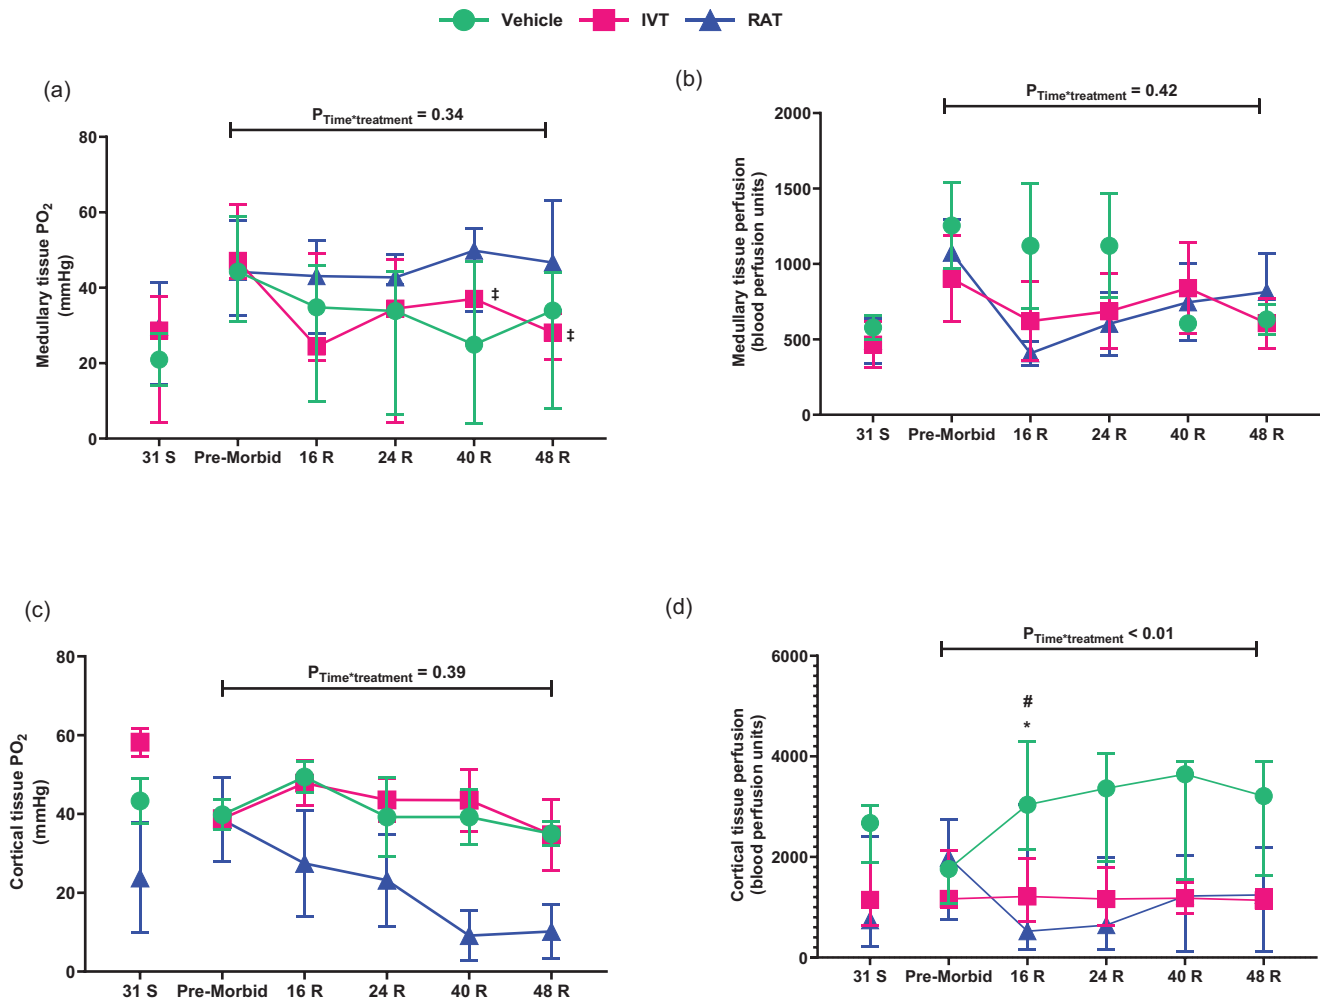 Vehicle IVT RAT
(a)
P Time*treatment = 0.34
Medullary tissue PO2
(mmHg)
80
60
40
20
0
‡
‡
31 S Pre-Morbid 16 R 24 R 40 R 48 R
(b)
P Time*treatment = 0.42
Medullary tissue perfusion
(blood perfusion units)
2000
1500
1000
500
0
31 S Pre-Morbid 16 R 24 R 40 R 48 R
(c)
P Time*treatment = 0.39
Cortical tissue PO2
(mmHg)
80
60
40
20
0
31 S Pre-Morbid 16 R 24 R 40 R 48 R
(d)
P Time*treatment < 0.01
Cortical tissue perfusion
(blood perfusion units)
6000
4000
2000
0
#
*
31 S Pre-Morbid 16 R 24 R 40 R 48 R